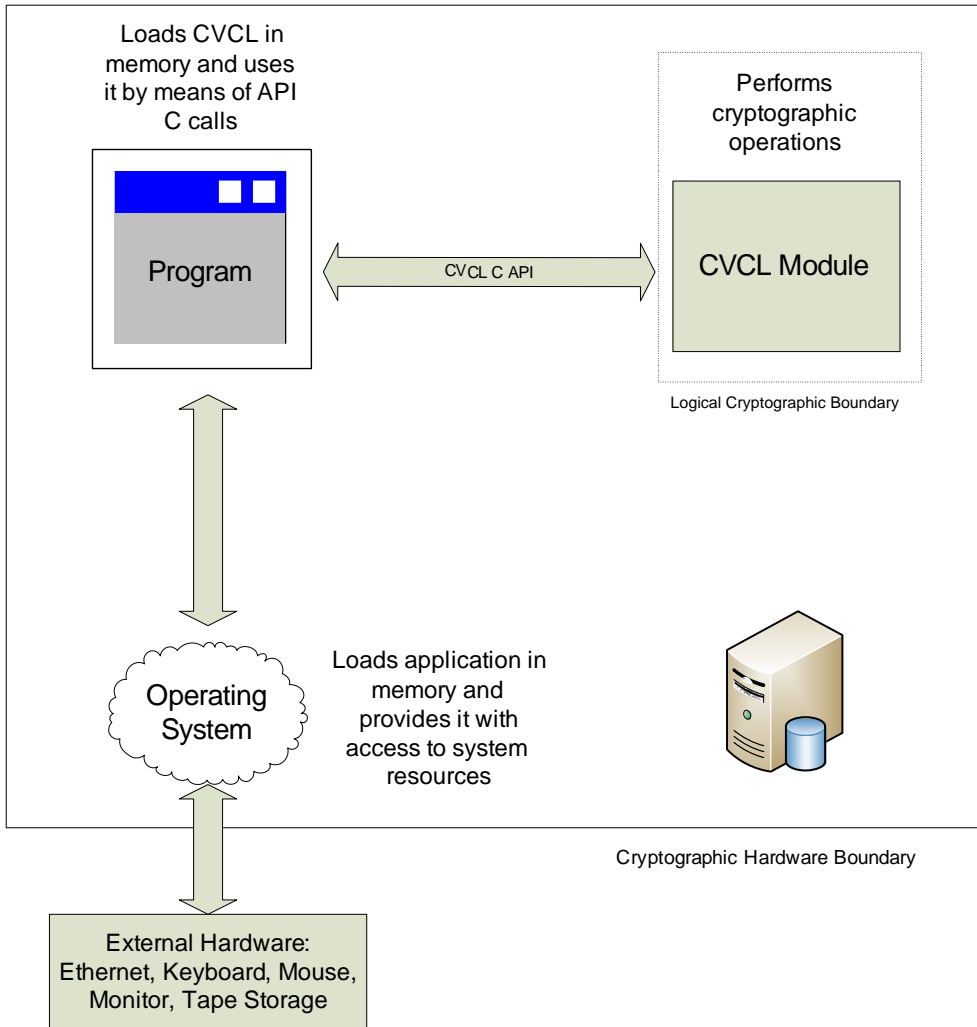 Loads CVCL in
memory and uses
it by means of API
C calls
Performs
cryptographic
operations
Program
CVCL C API
CVCL Module
Logical Cryptographic Boundary
Operating
System
Loads application in
memory and
provides it with
access to system
resources
Cryptographic Hardware Boundary
External Hardware:
Ethernet, Keyboard, Mouse,
Monitor, Tape Storage